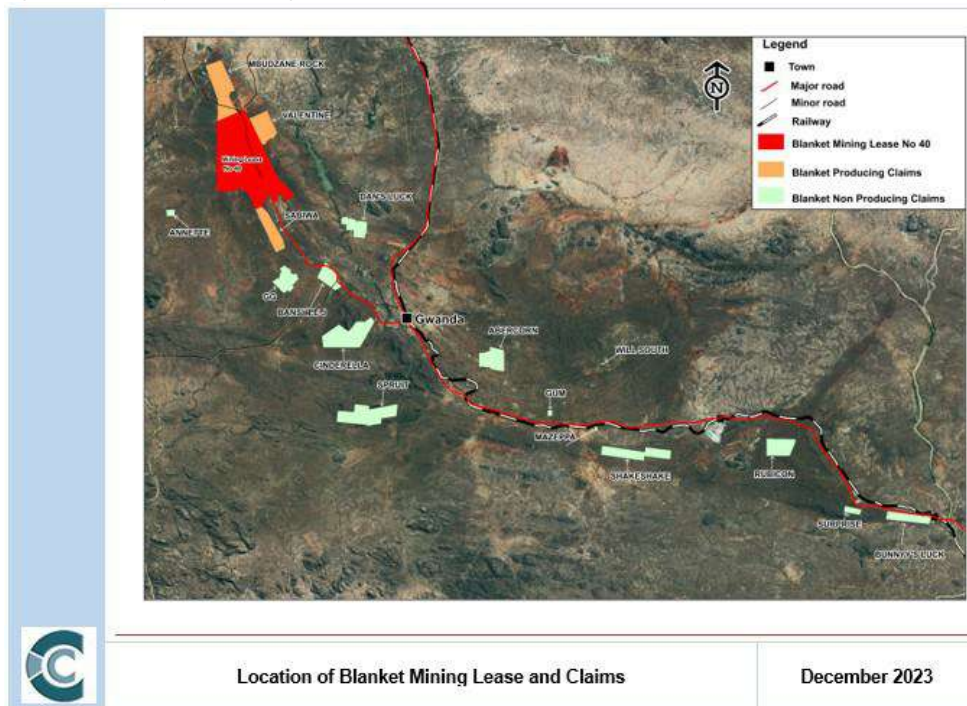 MBUDZANE ROCK
VALENTINE
Mining Lease
No 40
SABIWA
ANNETTE
DAN'S LUCK
GG
BANSHEES
Gwanda
CINDERELLA
ABERCORN
WILL SOUTH
SPRUIT
GUM
MAZEPPA
SHAKESHAKE
RUBICON
SURPRISE
BUNNY'S LUCK
N
Legend
Town
Major road
Minor road
Railway
Blanket Mining Lease No 40
Blanket Producing Claims
Blanket Non Producing Claims
Location of Blanket Mining Lease and Claims
December 2023